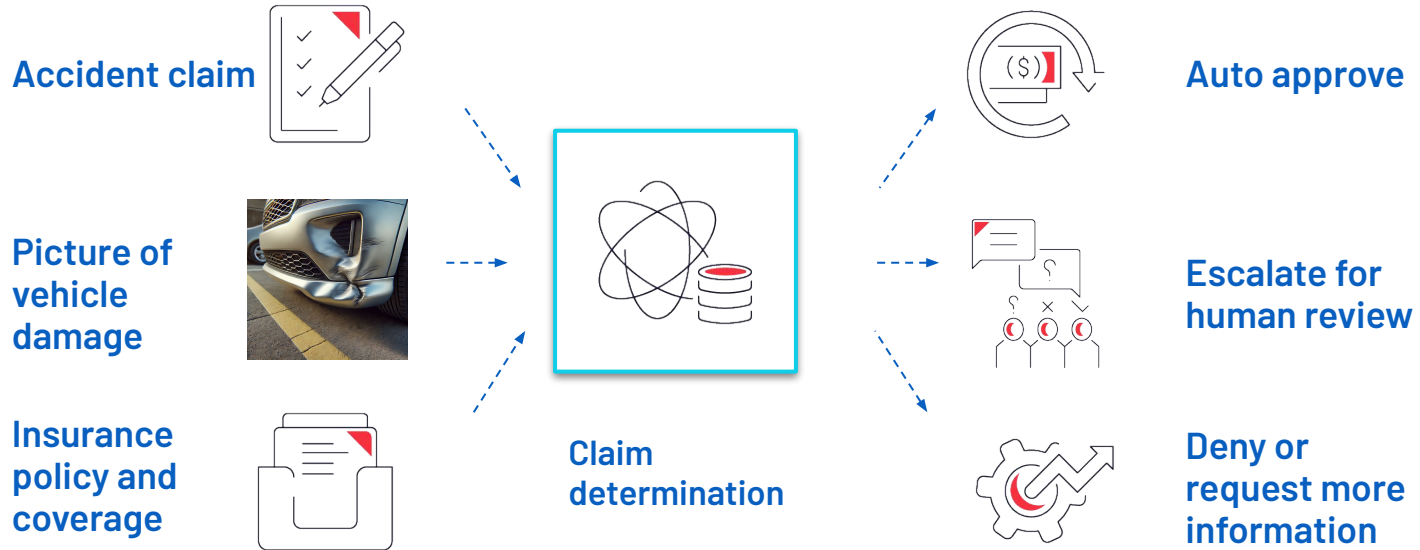 Accident claim
Picture of
vehicle
damage
Insurance
policy and
coverage
Claim
determination
($)
Auto approve
?
?
Escalate for
human review
Deny or
request more
information